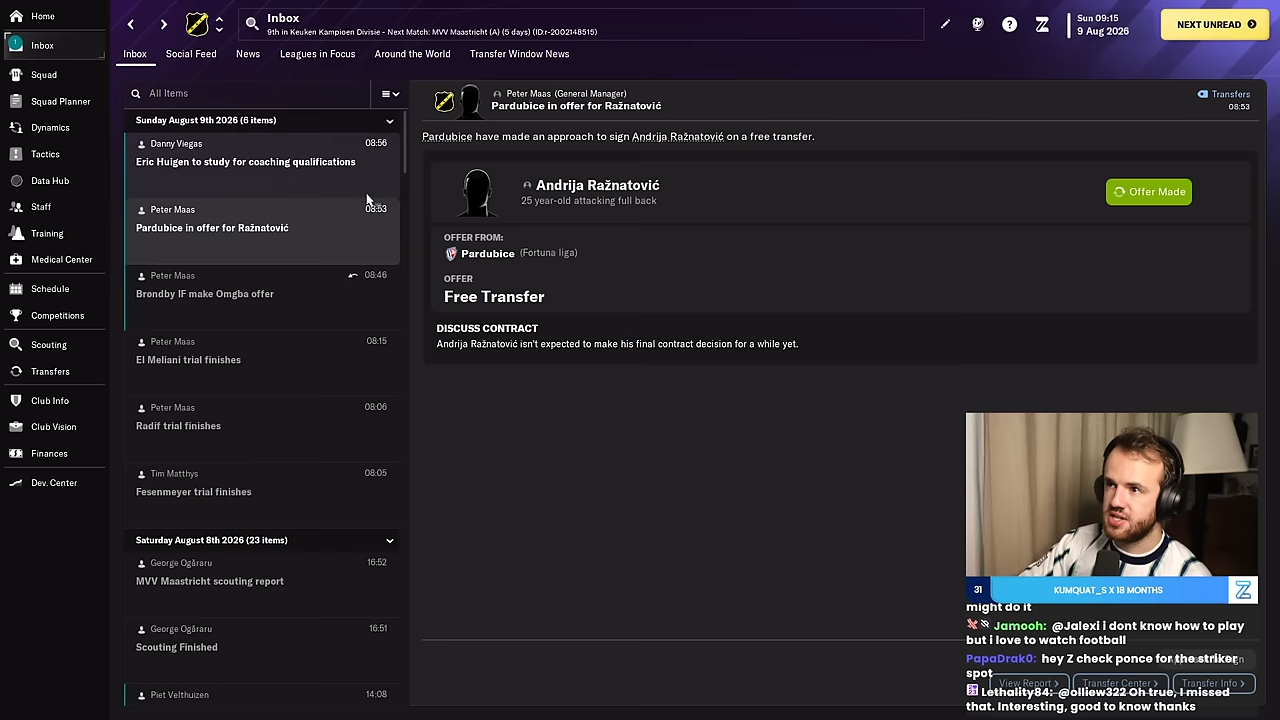 Home
Inbox
Squad
Squad Planner
Dynamics
Tactics
Data Hub
Staff
Training
Medical Center
Schedule
Competitions
Scouting
Transfers
Club Info
Club Vision
Finances
Dev. Center
Inbox
9th in Keuken Kampioen Divisie - Next Match: MVV Maastricht (A) (5 days) (ID:r-2002148515)
Sun 09:15
9 Aug 2026
NEXT UNREAD
Inbox Social Feed News Leagues in Focus Around the World Transfer Window News
All Items
Sunday August 9th 2026 (6 items)
Danny Viegas 08:56
Eric Huigen to study for coaching qualifications
Peter Maas 08:53
Pardubice in offer for Ražnatović
Peter Maas 08:46
Brøndby IF make Omgba offer
Peter Maas 08:15
El Meliani trial finishes
Peter Maas 08:06
Radif trial finishes
Tim Matthys 08:05
Fesenmeyer trial finishes
Saturday August 8th 2026 (23 items)
George Ogăraru 16:52
MVV Maastricht scouting report
George Ogăraru 16:51
Scouting Finished
Piet Velthuizen 14:08
Peter Maas (General Manager)
Pardubice in offer for Ražnatović
Transfers
08:53
Pardubice have made an approach to sign Andrija Ražnatović on a free transfer.
Andrija Ražnatović
25 year-old attacking full back
Offer Made
OFFER FROM:
Pardubice (Fortuna liga)
OFFER
Free Transfer
DISCUSS CONTRACT
Andrija Ražnatović isn't expected to make his final contract decision for a while yet.
31 KUMQUAT_S X 18 MONTHS Z
might do it
Jamooh: @Jalexi i dont know how to play
but i love to watch football
PapaDrak0: hey Z check ponce for the striker
spot
Lethality84: @olliew322 Oh true, I missed
that. Interesting, good to know thanks
View Report Transfer Center Transfer Info